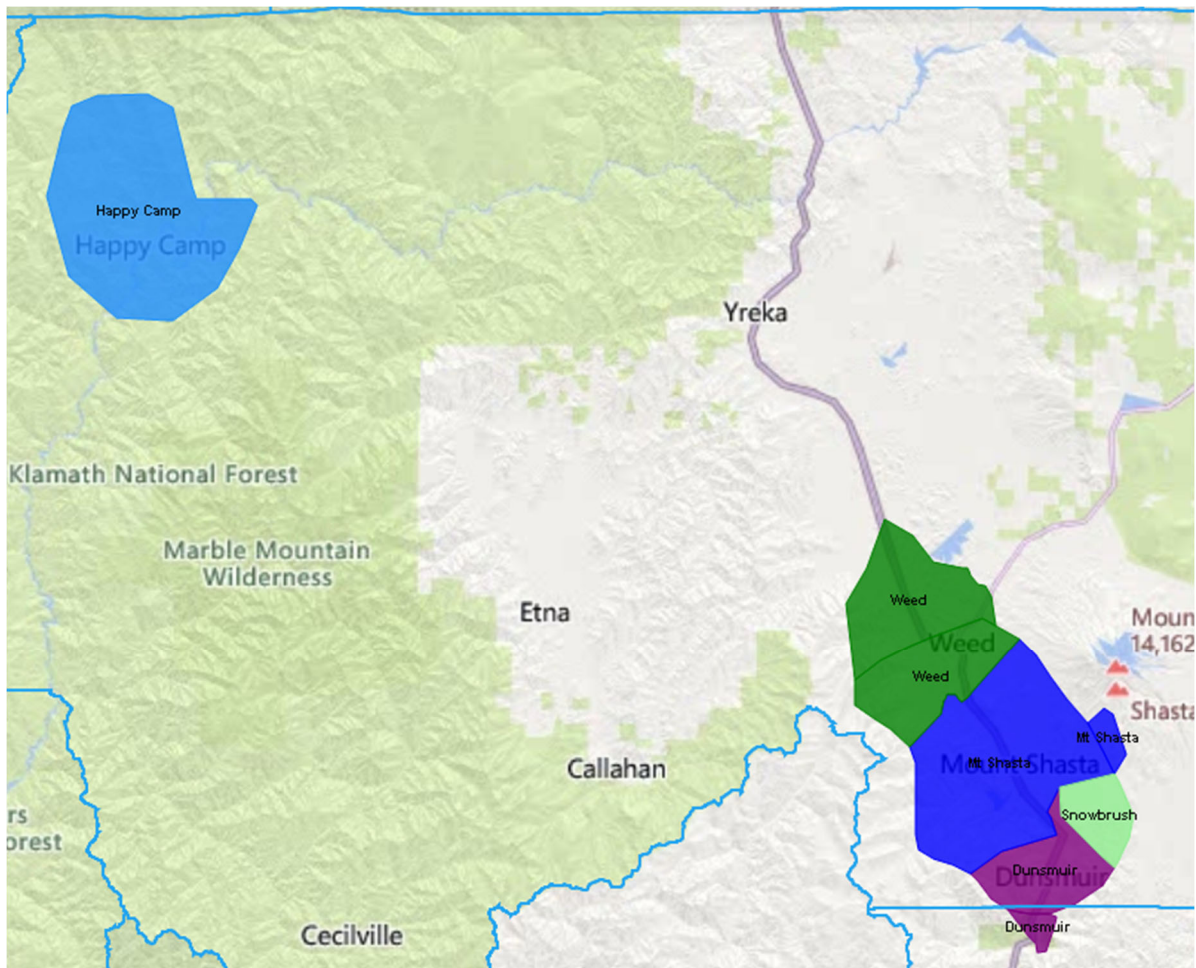 Happy Camp
Happy Camp
Yreka
Klamath National Forest
Marble Mountain
Wilderness
Etna
Weed
Weed
Weed
Moun
14,162
Shasta
Mt Shasta
Mt Shasta
Mount Shasta
Callahan
Snowbrush
rs
orest
Dunsmuir
Dunsmuir
Dunsmuir
Cecilville